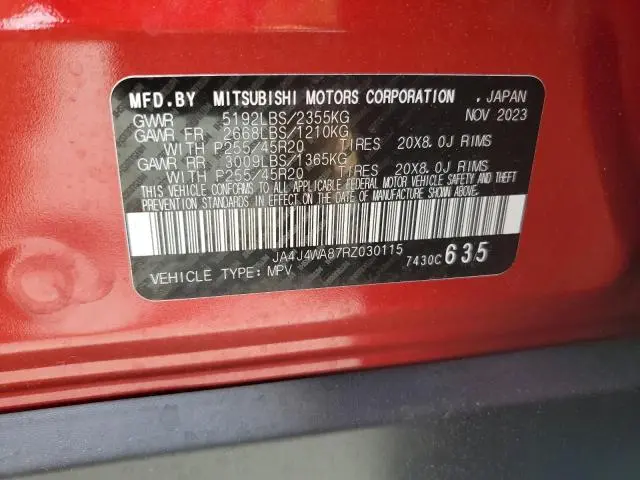 MFD.BY MITSUBISHI MOTORS CORPORATION . JAPAN
GVWR 5192LBS/2355KG NOV 2023
GAWR FR 2668LBS/1210KG
WITH P255/45R20 TIRES 20X8.0J RIMS
GAWR RR 3009LBS/1365KG
WITH P255/45R20 TIRES 20X8.0J RIMS
THIS VEHICLE CONFORMS TO ALL APPLICABLE FEDERAL MOTOR VEHICLE SAFETY AND THEFT
PREVENTION STANDARDS IN EFFECT ON THE DATE OF MANUFACTURE SHOWN ABOVE.
JA4J4WA87RZ030115 7430C 635
VEHICLE TYPE: MPV